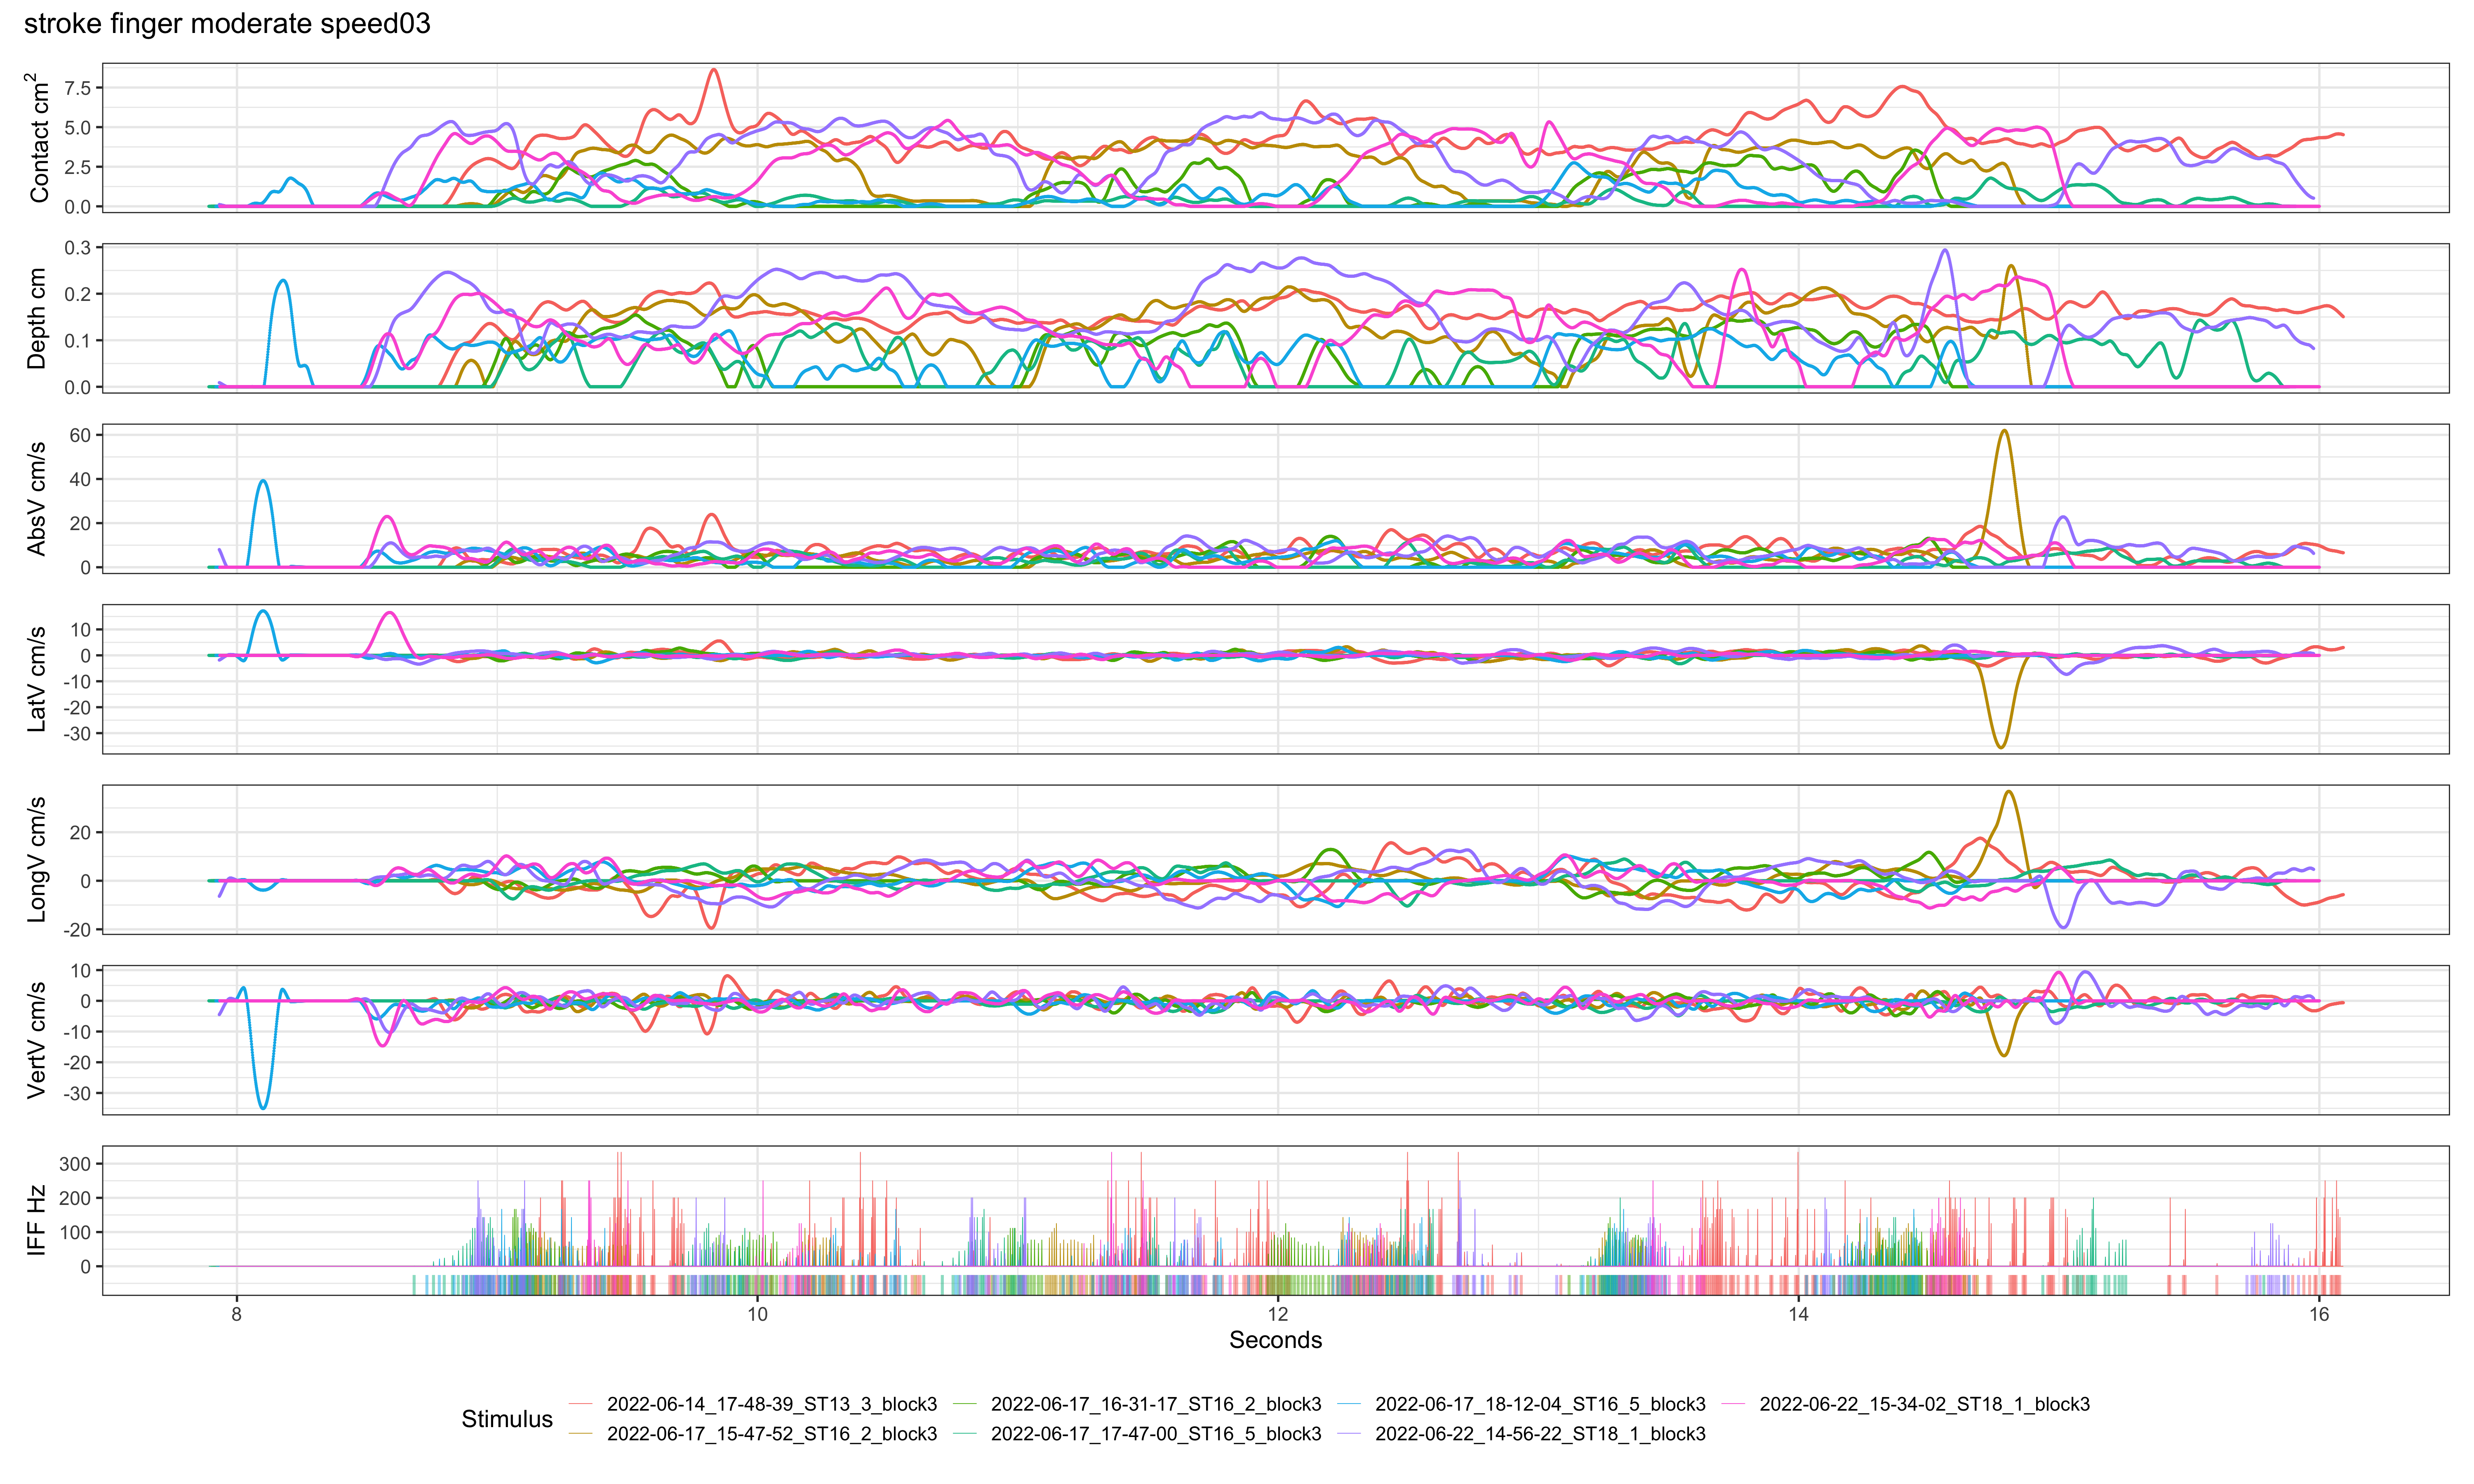 stroke finger moderate speed03
Contact cm²
7.5
5.0
2.5
0.0
Depth cm
0.3
0.2
0.1
0.0
AbsV cm/s
60
40
20
0
LatV cm/s
10
0
-10
-20
-30
LongV cm/s
20
0
-20
VertV cm/s
10
0
-10
-20
-30
IFF Hz
300
200
100
0
8 10 12 14 16
Seconds
Stimulus
2022-06-14_17-48-39_ST13_3_block3 2022-06-17_16-31-17_ST16_2_block3 2022-06-17_18-12-04_ST16_5_block3 2022-06-22_15-34-02_ST18_1_block3
2022-06-17_15-47-52_ST16_2_block3 2022-06-17_17-47-00_ST16_5_block3 2022-06-22_14-56-22_ST18_1_block3